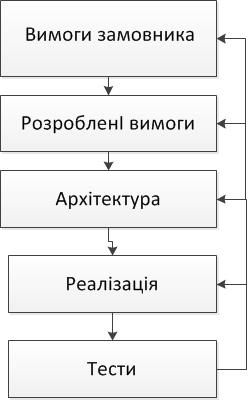 Вимоги замовника
РозробленІ вимоги
Архітектура
Реалізація
Тести